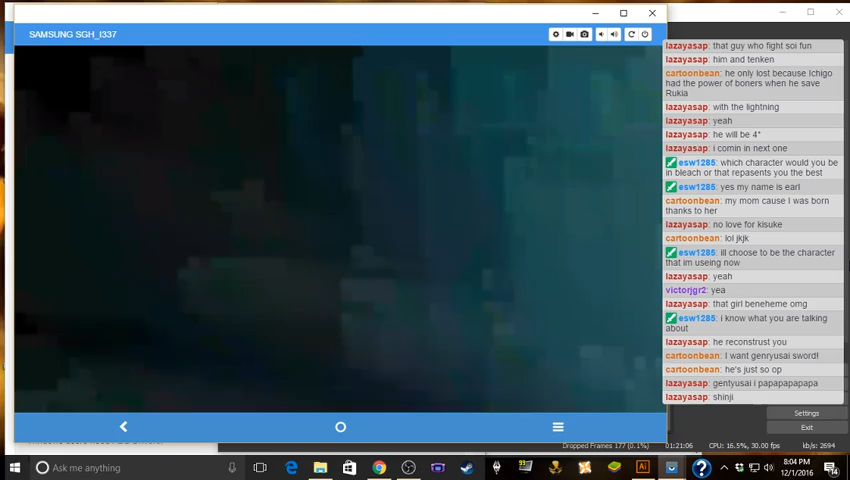 SAMSUNG SGH_I337
lazayasap: that guy who fight soi fun
lazayasap: him and tenken
cartoonbean: he only lost because Ichigo
had the power of boners when he save
Rukia
lazayasap: with the lightning
lazayasap: yeah
lazayasap: he will be 4*
lazayasap: i comin in next one
esw1285: which character would you be
in bleach or that repasents you the best
esw1285: yes my name is earl
cartoonbean: my mom cause I was born
thanks to her
lazayasap: no love for kisuke
cartoonbean: lol jkjk
esw1285: ill choose to be the character
that im useing now
lazayasap: yeah
victorjgr2: yea
lazayasap: that girl beneheme omg
esw1285: i know what you are talking
about
lazayasap: he reconstrust you
cartoonbean: I want genryusai sword!
cartoonbean: he's just so op
lazayasap: gentyusai i papapapapapa
lazayasap: shinji
Settings
Exit
Dropped Frames 177 (0.1%) 01:21:06 CPU: 16.5%, 30.00 fps kb/s: 2694
Ask me anything
99
Ai
8:04 PM
12/1/2016
14